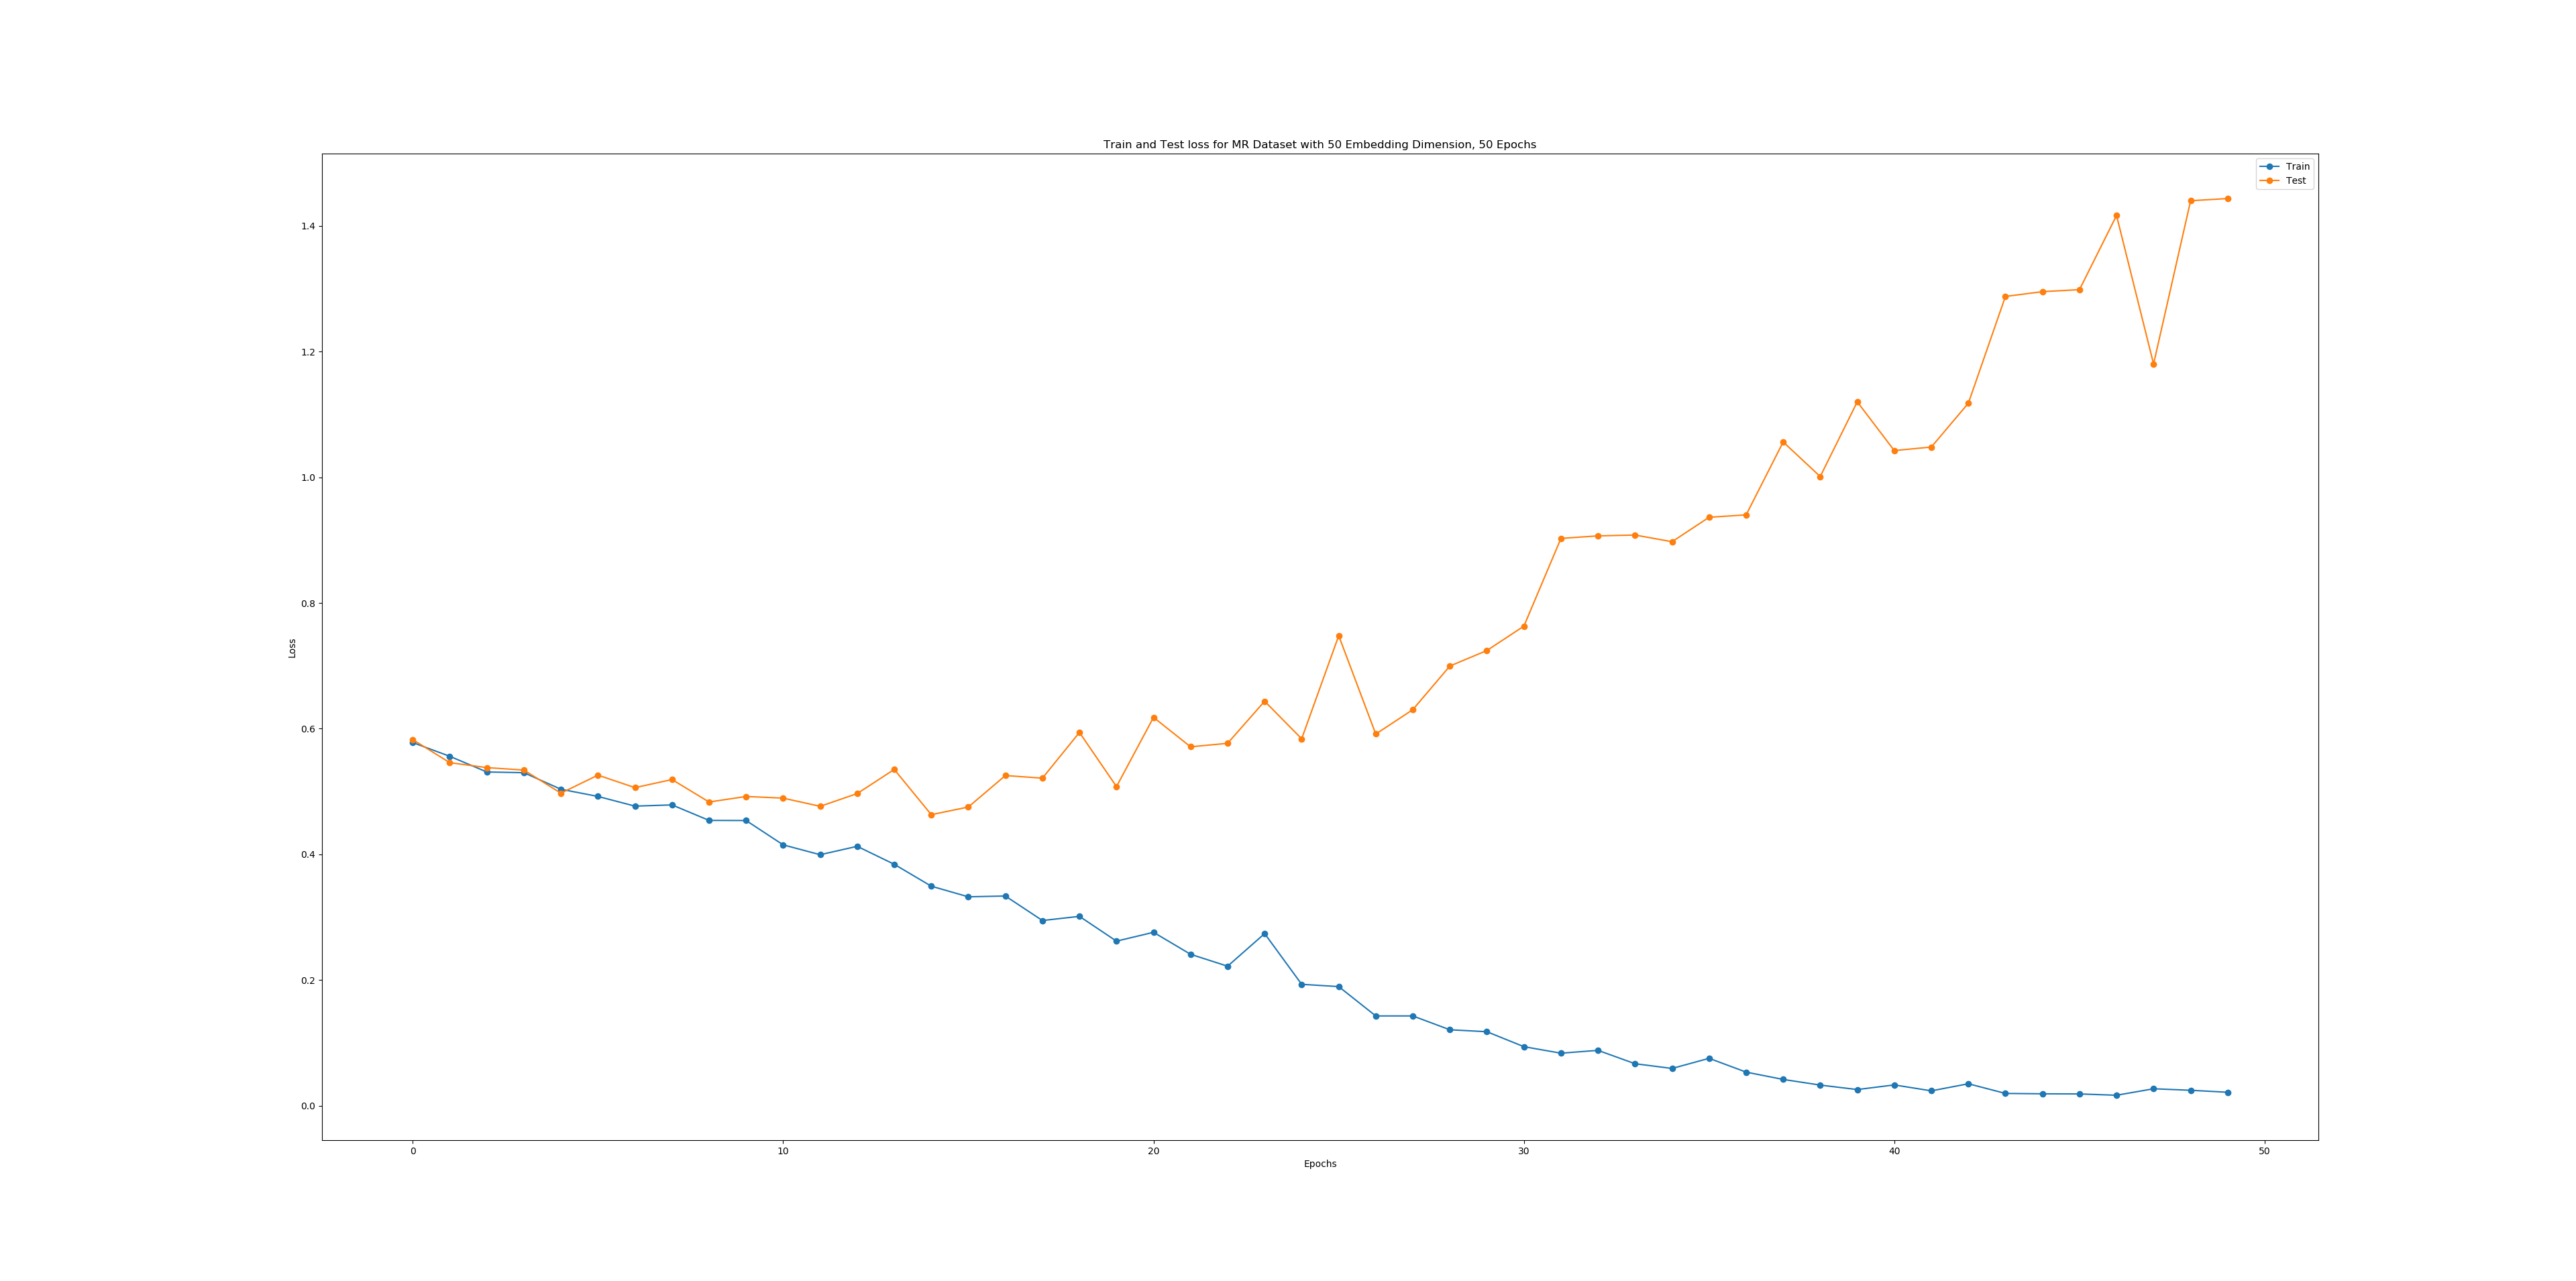 Train and Test loss for MR Dataset with 50 Embedding Dimension, 50 Epochs
Train
Test
1.4
1.2
1.0
0.8
0.6
0.4
0.2
0.0
Loss
0 10 20 30 40 50
Epochs